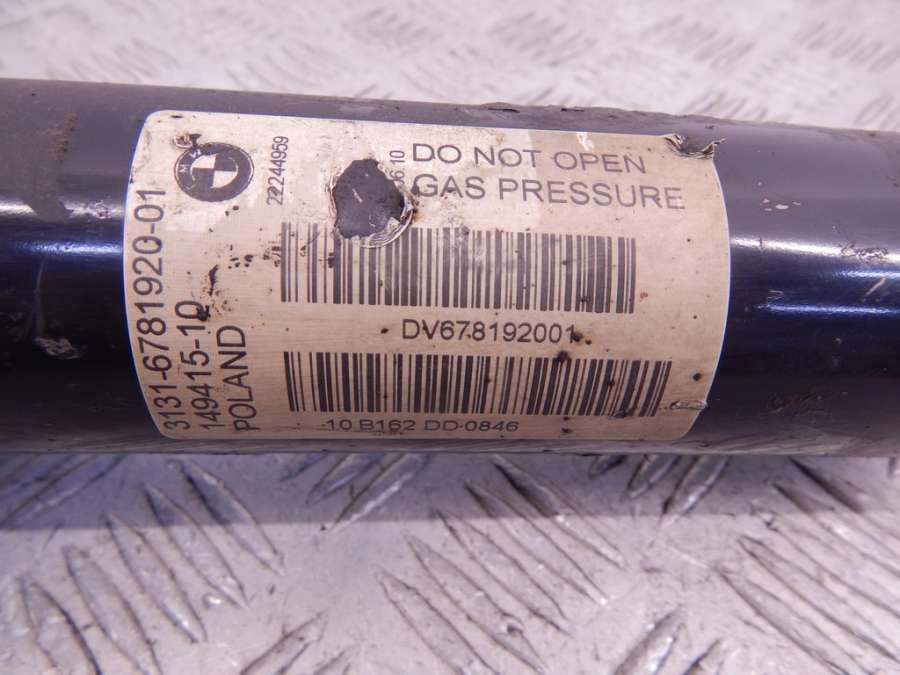 3131-6781920-01
149415-10
POLAND
22244959
DO NOT OPEN
GAS PRESSURE
DV678192001
10 B162 DD-0846